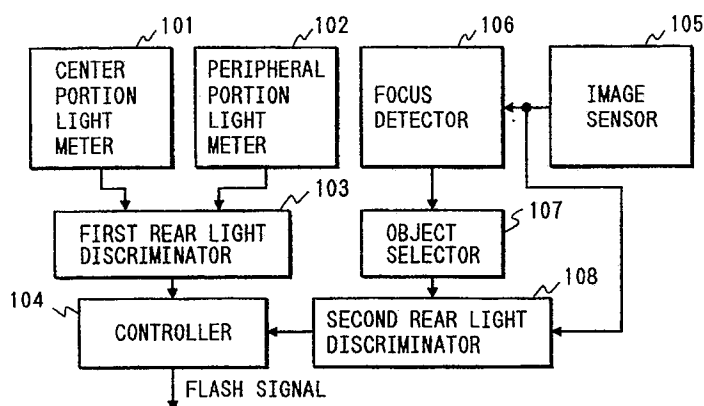 101
102
106
105
CENTER
PORTION
LIGHT
METER
PERIPHERAL
PORTION
LIGHT
METER
FOCUS
DETECTOR
IMAGE
SENSOR
103
107
FIRST REAR LIGHT
DISCRIMINATOR
OBJECT
SELECTOR
104
108
CONTROLLER
SECOND REAR LIGHT
DISCRIMINATOR
FLASH SIGNAL